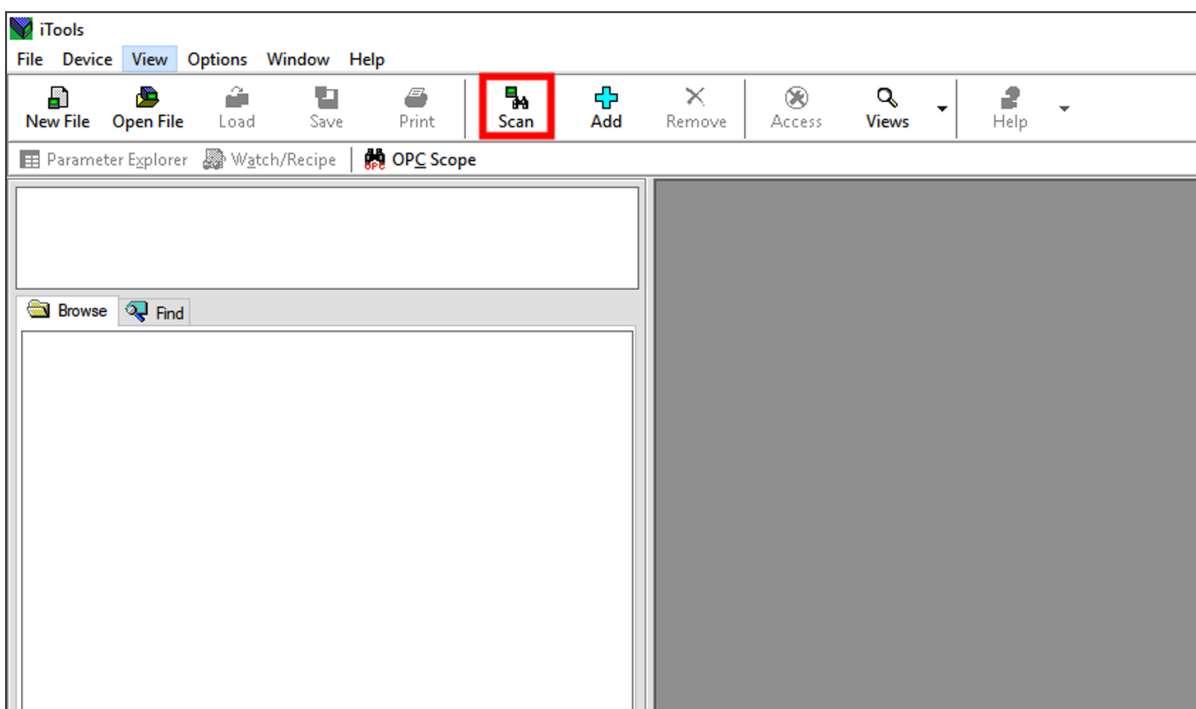 iTools
File Device View Options Window Help
New File Open File Load Save Print Scan Add Remove Access Views Help
Parameter Explorer Watch/Recipe OPC OPC Scope
Browse Find